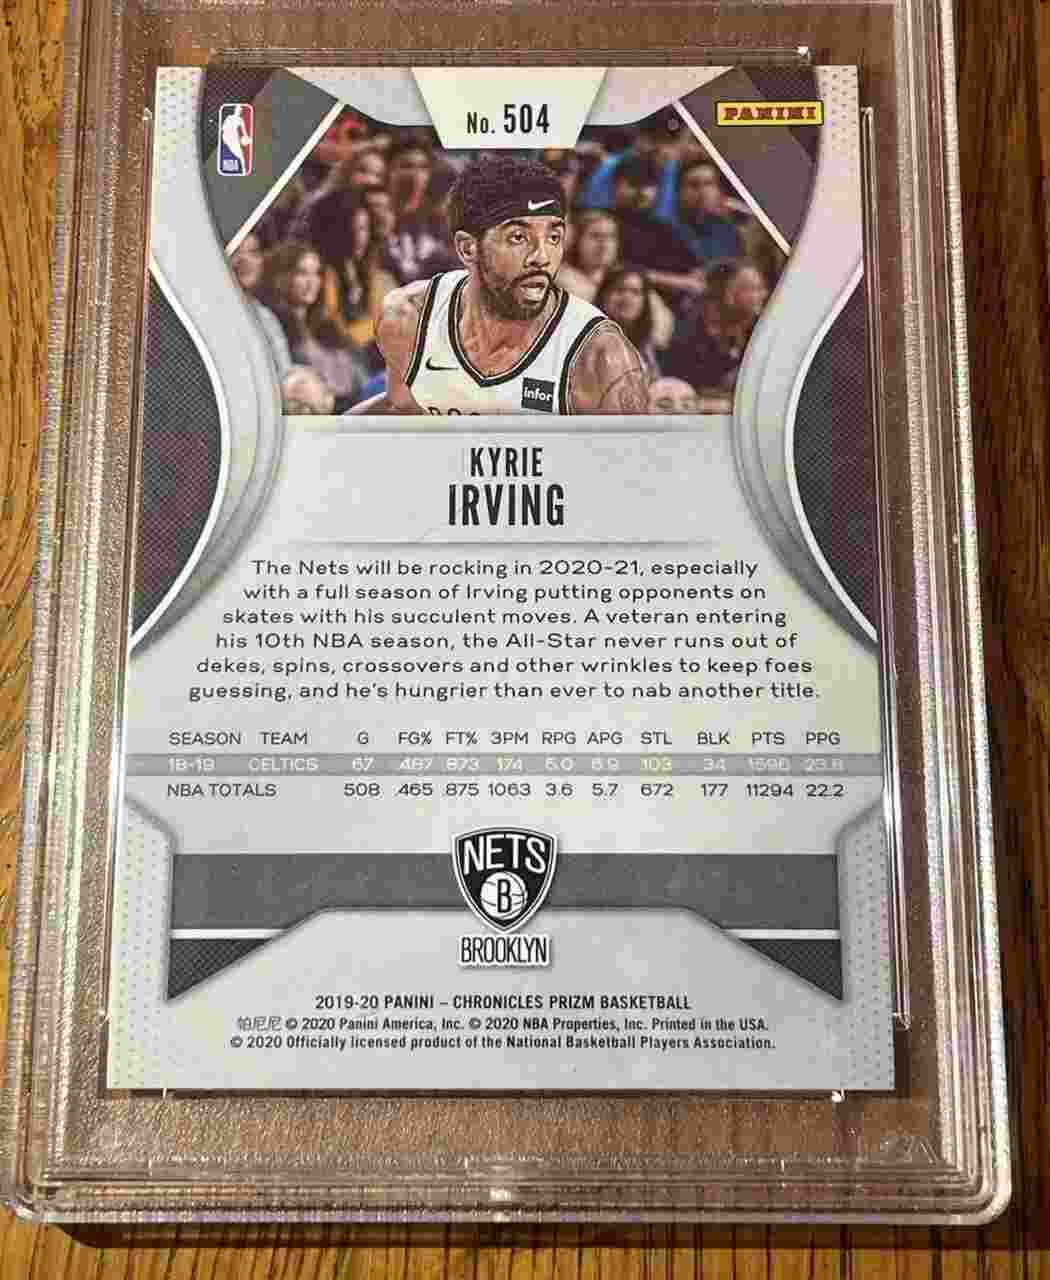 No. 504
PANINI
NBA
infor
KYRIE
IRVING
The Nets will be rocking in 2020-21, especially
with a full season of Irving putting opponents on
skates with his succulent moves. A veteran entering
his 10th NBA season, the All-Star never runs out of
dekes, spins, crossovers and other wrinkles to keep foes
guessing, and he's hungrier than ever to nab another title.
SEASON TEAM G FG% FT% 3PM RPG APG STL BLK PTS PPG
18-19 CELTICS 67 .487 .873 174 5.0 6.9 103 34 1596 23.8
NBA TOTALS 508 .465 .875 1063 3.6 5.7 672 177 11294 22.2
NETS
B
BROOKLYN
2019-20 PANINI – CHRONICLES PRIZM BASKETBALL
帕尼尼 © 2020 Panini America, Inc. © 2020 NBA Properties, Inc. Printed in the USA.
© 2020 Officially licensed product of the National Basketball Players Association.